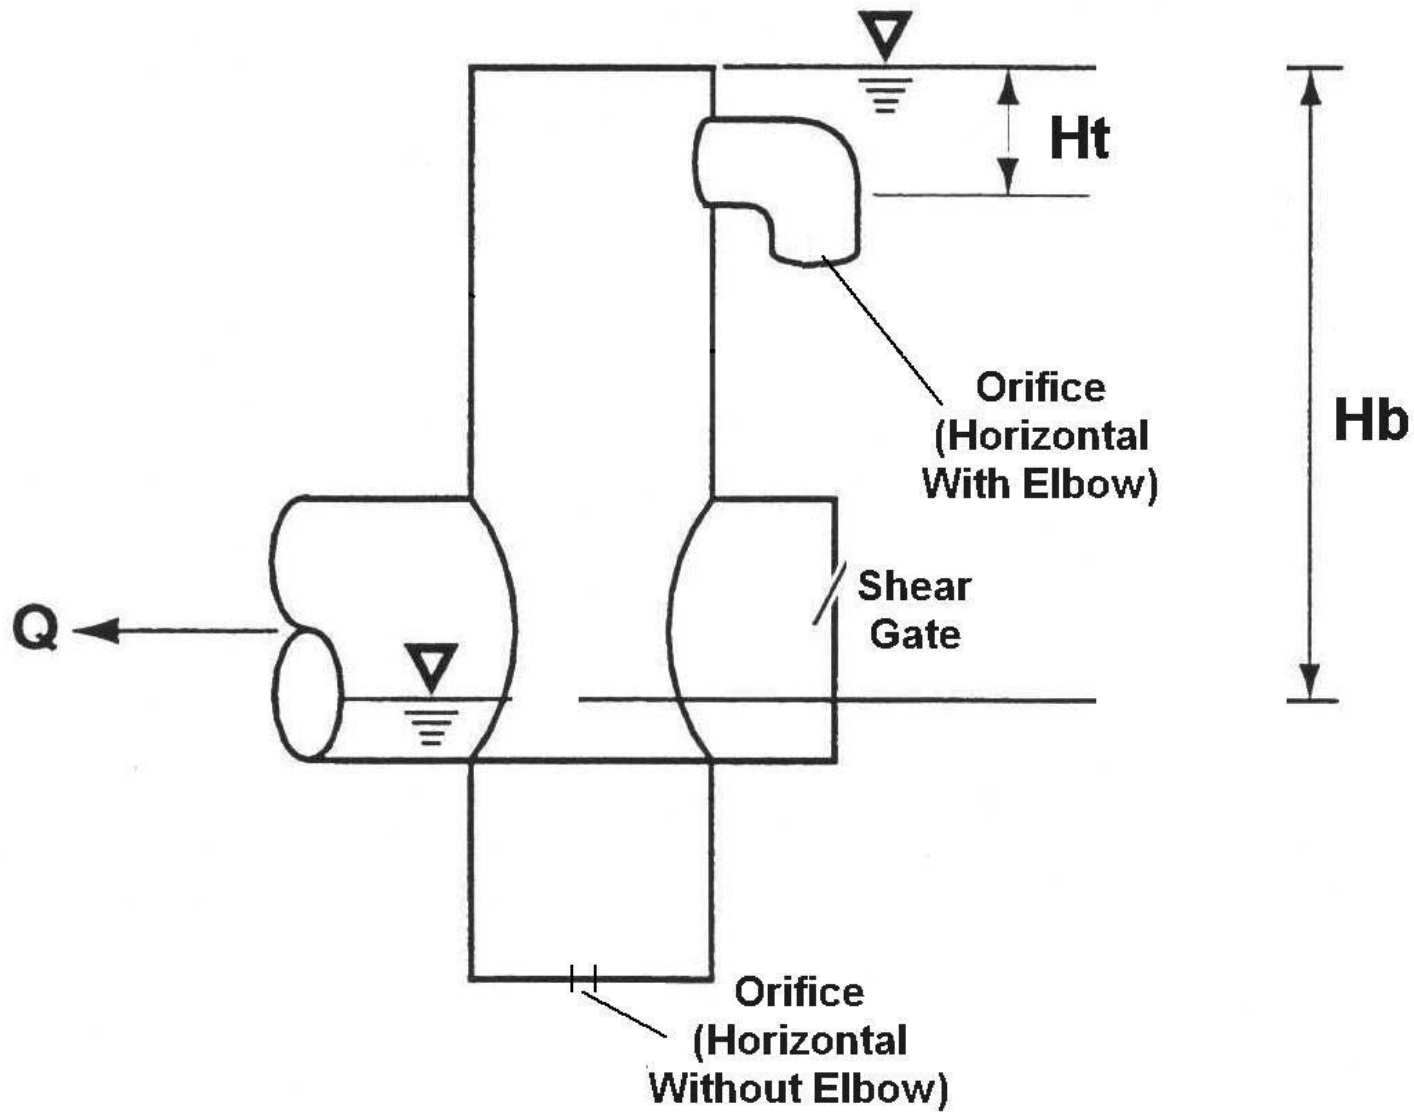 Ht
Orifice
(Horizontal
With Elbow)
Hb
Shear
Gate
Q
Orifice
(Horizontal
Without Elbow)